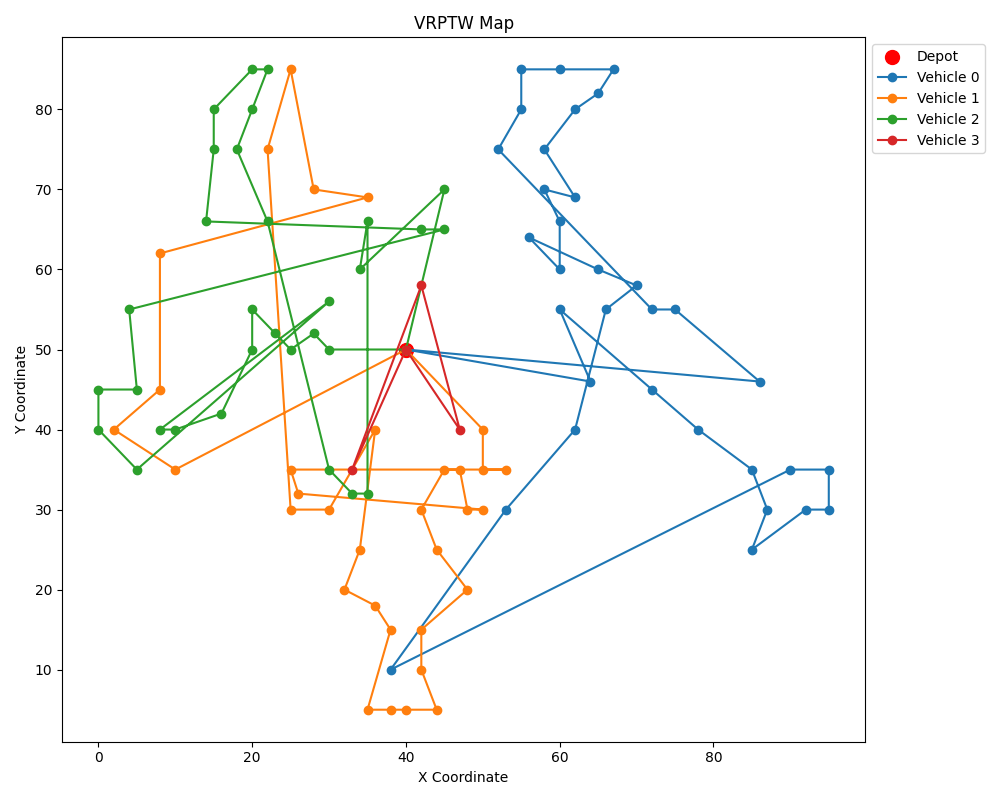 VRPTW Map
Depot
Vehicle 0
Vehicle 1
Vehicle 2
Vehicle 3
Y Coordinate
80
70
60
50
40
30
20
10
0
20
40
60
80
X Coordinate